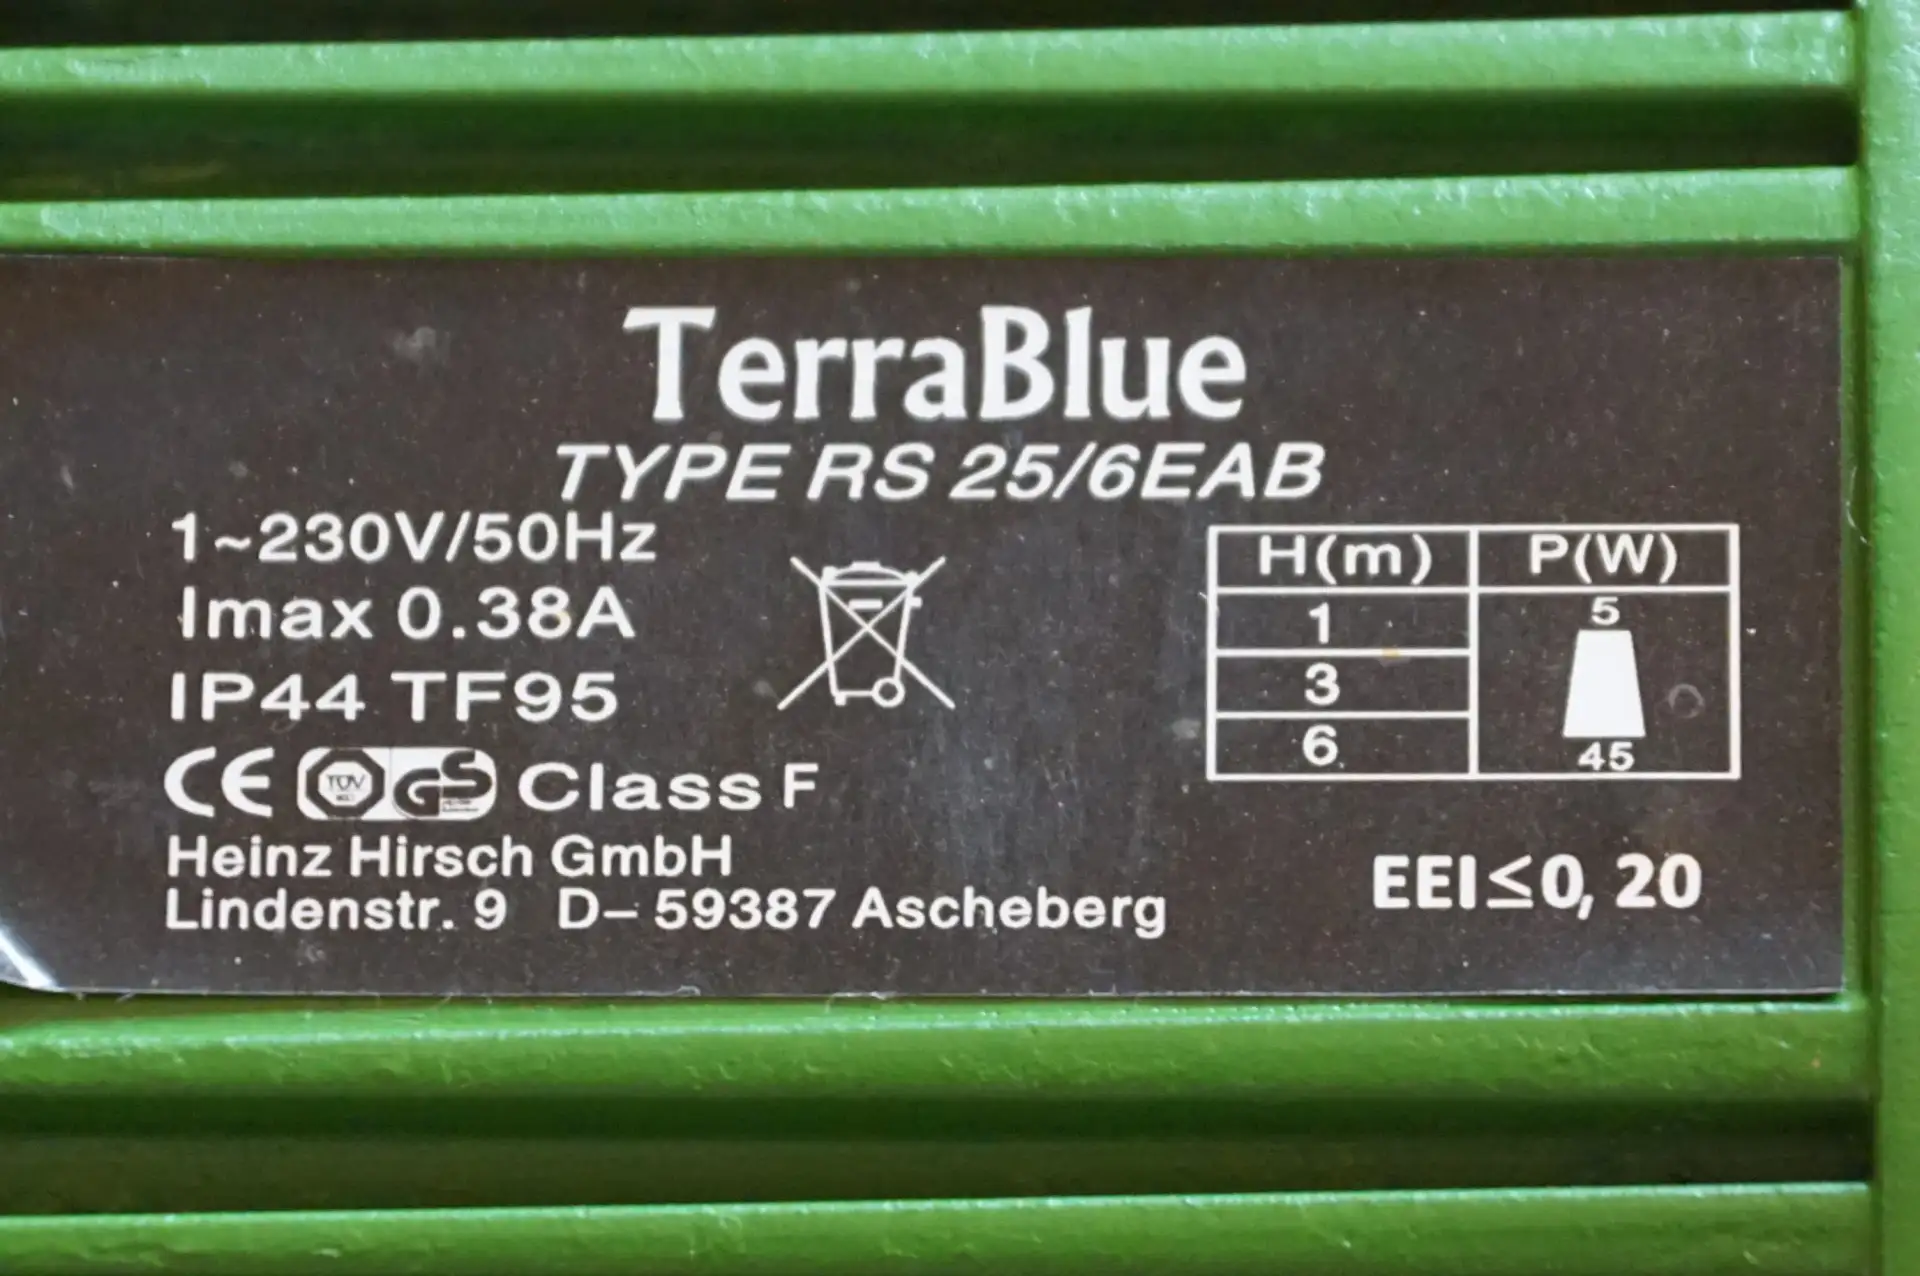 TerraBlue
TYPE RS 25/6EAB
1~230V/50Hz
Imax 0.38A
IP44 TF95
CE TÜV GS Class F
Heinz Hirsch GmbH
Lindenstr. 9 D– 59387 Ascheberg
H(m) P(W)
1 5
3
6 45
EEI≤0, 20